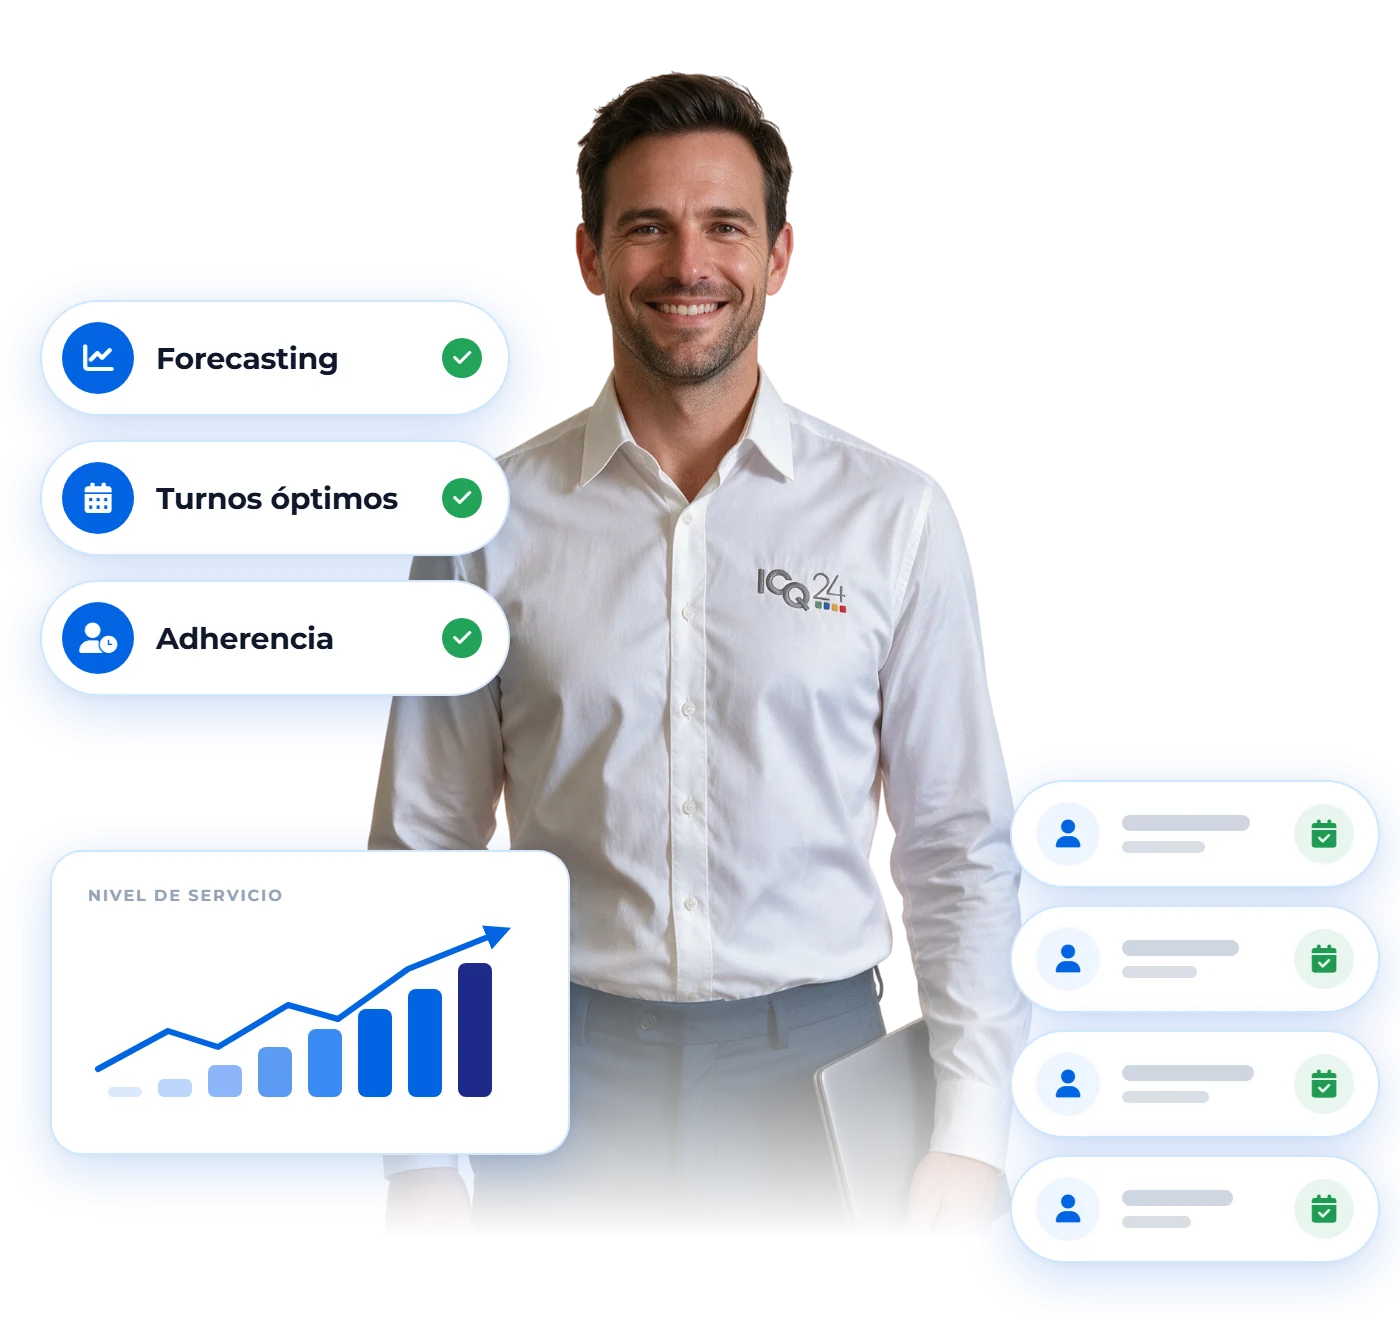 Forecasting
Turnos óptimos
Adherencia
ICQ24
NIVEL DE SERVICIO